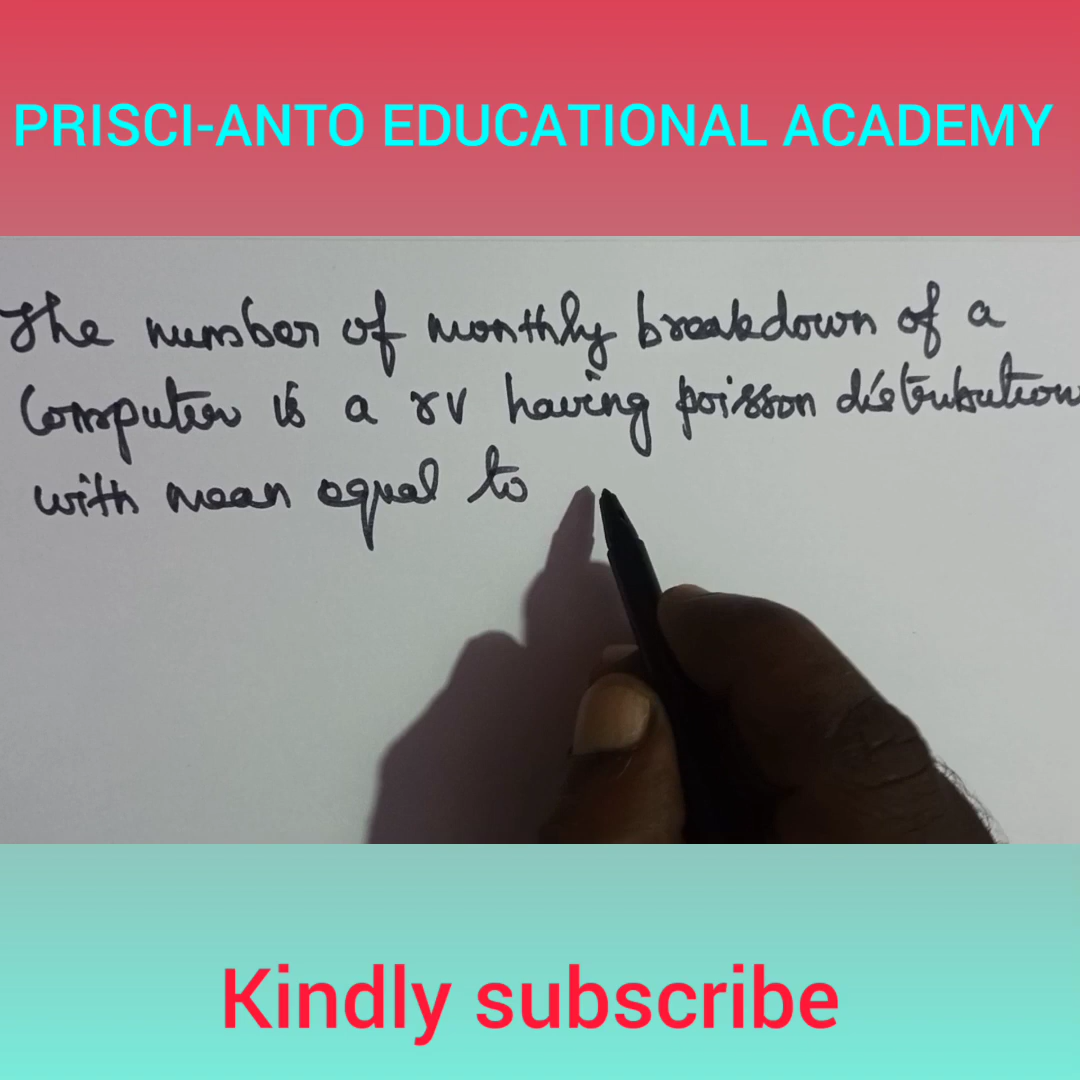 PRISCI-ANTO EDUCATIONAL ACADEMY
The number of monthly breakdown of a
Computer is a rv having poisson distribution
with mean equal to
Kindly subscribe